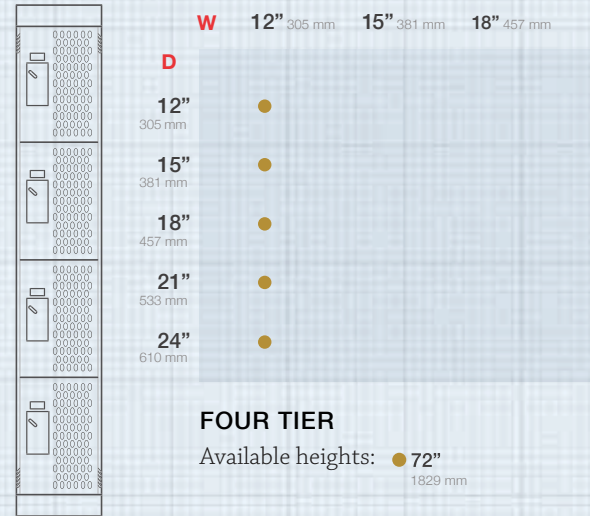 W 12” 305 mm 15” 381 mm 18” 457 mm
D
12”
305 mm
15”
381 mm
18”
457 mm
21”
533 mm
24”
610 mm
FOUR TIER
Available heights: 72”
1829 mm